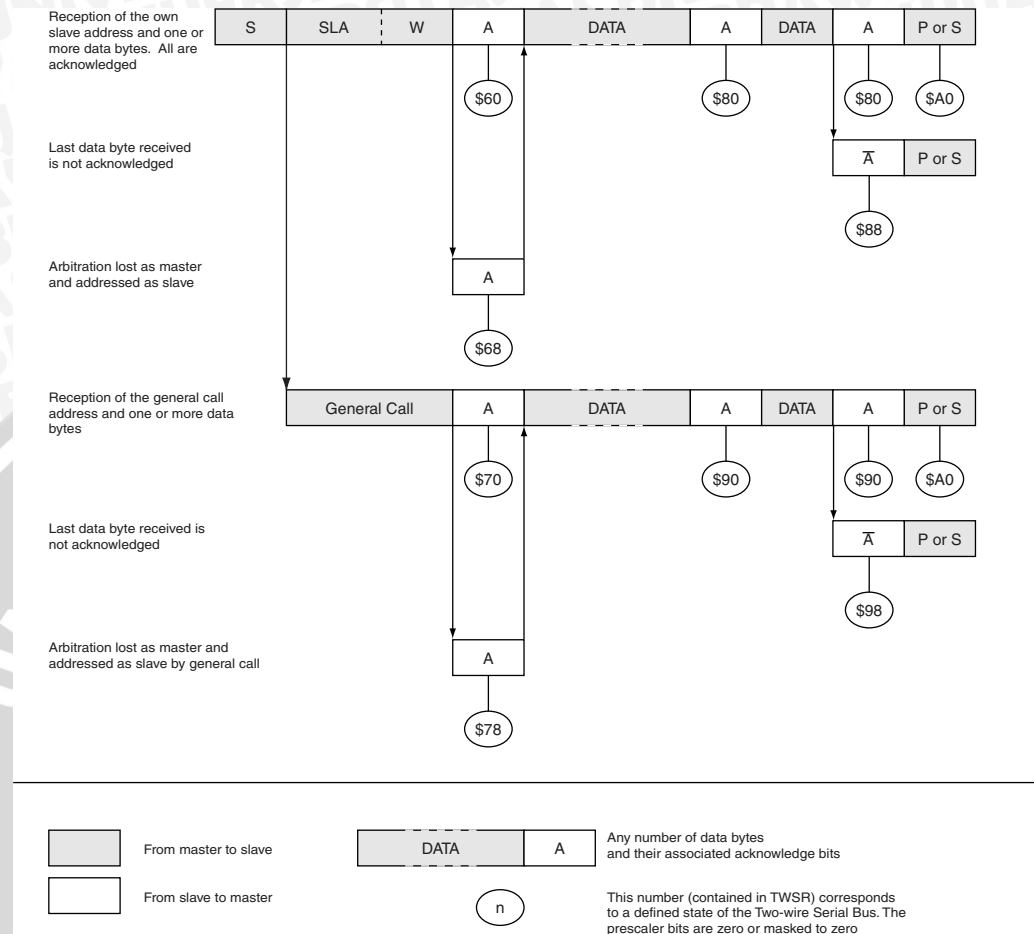 Reception of the own
slave address and one or
more data bytes. All are
acknowledged
S SLA W A DATA A DATA A P or S
$60 $80 $80 $A0
Last data byte received
is not acknowledged
A̅ P or S
$88
Arbitration lost as master
and addressed as slave
A
$68
Reception of the general call
address and one or more data
bytes
General Call A DATA A DATA A P or S
$70 $90 $90 $A0
Last data byte received is
not acknowledged
A̅ P or S
$98
Arbitration lost as master and
addressed as slave by general call
A
$78
From master to slave
DATA A
Any number of data bytes
and their associated acknowledge bits
From slave to master
n
This number (contained in TWSR) corresponds
to a defined state of the Two-wire Serial Bus. The
prescaler bits are zero or masked to zero